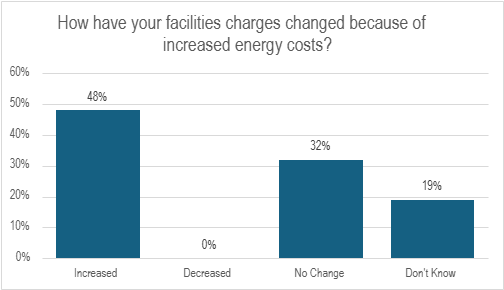 How have your facilities charges changed because of
increased energy costs?
60%
50%
40%
30%
20%
10%
0%
48%
0%
32%
19%
Increased
Decreased
No Change
Don't Know